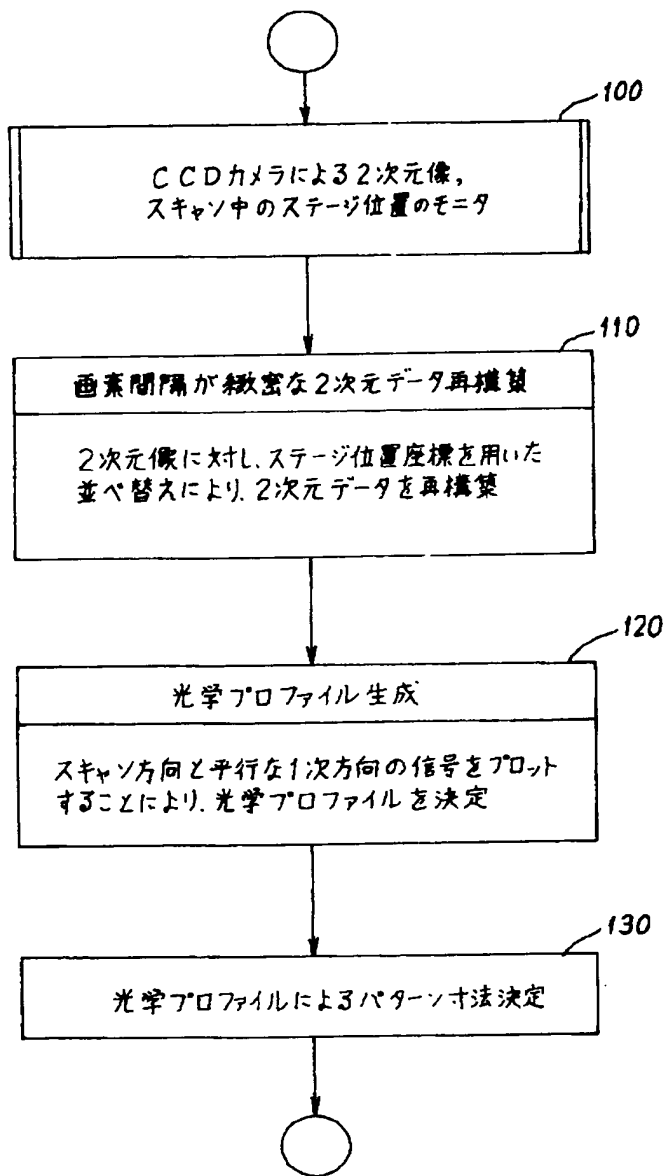 100
CCDカメラによる2次元像,
スキャン中のステージ位置のモニタ
110
画素間隔が緻密な2次元データ再構築
2次元像に対し、ステージ位置座標を用いた
並べ替えにより、2次元データを再構築
120
光学プロファイル生成
スキャン方向と平行な1次方向の信号をプロット
することにより、光学プロファイルを決定
130
光学プロファイルによるパターン寸法決定